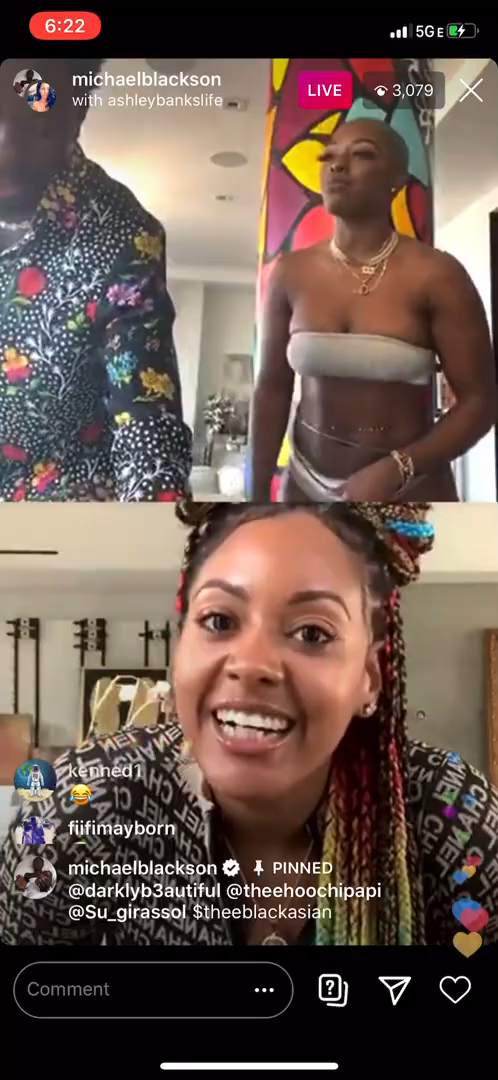 6:22
5GE
michaelblackson
with ashleybankslife
LIVE
3,079
kenned1
😂
fiifimayborn
michaelblackson PINNED
@darklyb3autiful @theehoochipapi
@Su_girassol $theeblackasian
Comment